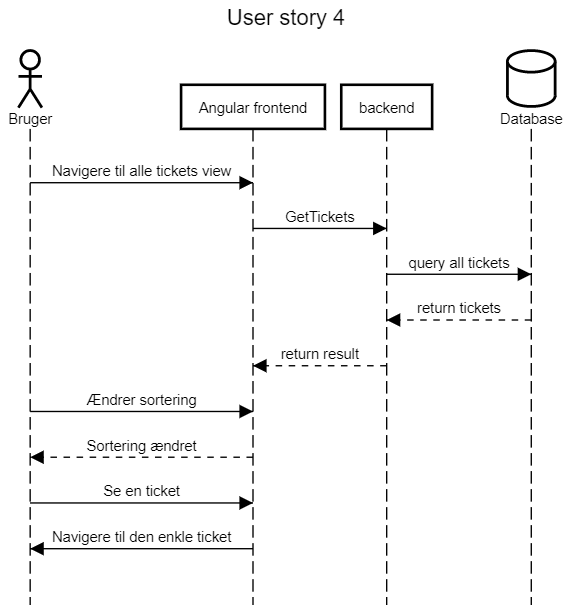 User story 4
Bruger
Angular frontend
backend
Database
Navigere til alle tickets view
GetTickets
query all tickets
return tickets
return result
Ændrer sortering
Sortering ændret
Se en ticket
Navigere til den enkle ticket